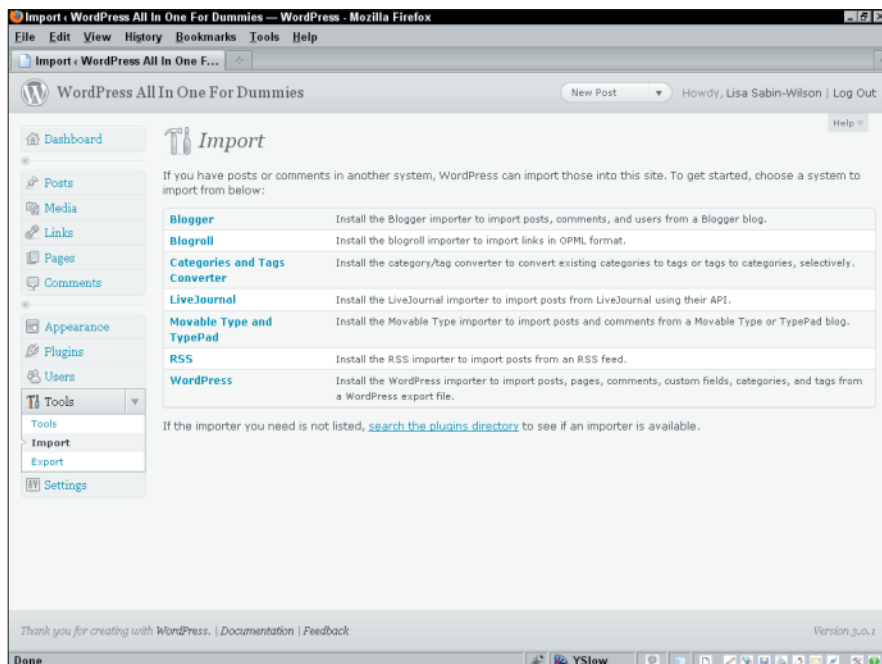 Import ‹ WordPress All In One For Dummies — WordPress - Mozilla Firefox
File Edit View History Bookmarks Tools Help
Import ‹ WordPress All In One F...
WordPress All In One For Dummies
New Post
Howdy, Lisa Sabin-Wilson | Log Out
Help
Dashboard
Posts
Media
Links
Pages
Comments
Appearance
Plugins
Users
Tools
Tools
Import
Export
Settings
Import
If you have posts or comments in another system, WordPress can import those into this site. To get started, choose a system to
import from below:
Blogger Install the Blogger importer to import posts, comments, and users from a Blogger blog.
Blogroll Install the blogroll importer to import links in OPML format.
Categories and Tags Install the category/tag converter to convert existing categories to tags or tags to categories, selectively.
Converter
LiveJournal Install the LiveJournal importer to import posts from LiveJournal using their API.
Movable Type and Install the Movable Type importer to import posts and comments from a Movable Type or TypePad blog.
TypePad
RSS Install the RSS importer to import posts from an RSS feed.
WordPress Install the WordPress importer to import posts, pages, comments, custom fields, categories, and tags from
a WordPress export file.
If the importer you need is not listed, search the plugins directory to see if an importer is available.
Thank you for creating with WordPress. | Documentation | Feedback
Version 3.0.1
Done
YSlow